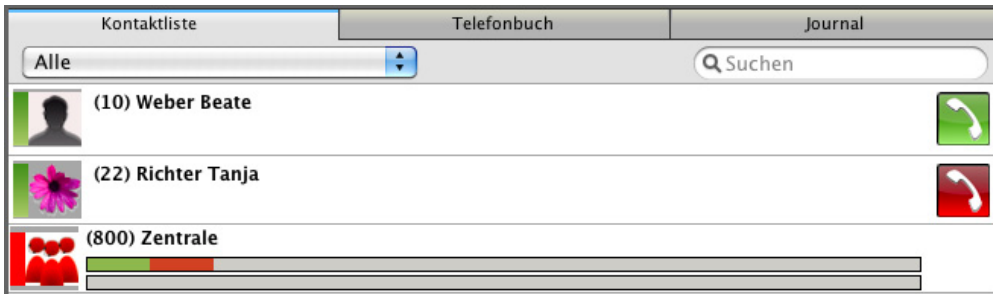 Kontaktliste Telefonbuch Journal
Alle Suchen
(10) Weber Beate
(22) Richter Tanja
(800) Zentrale